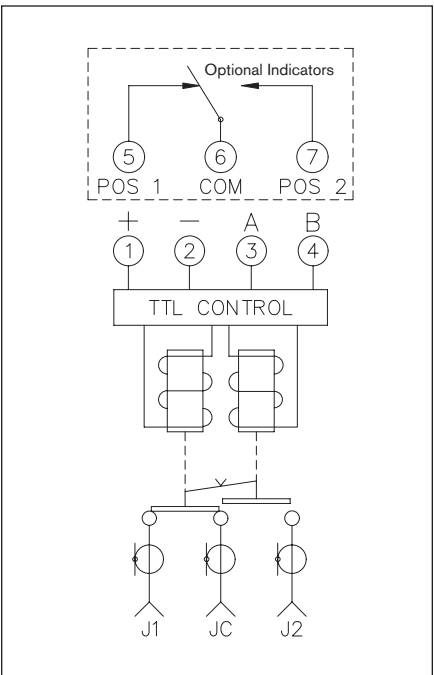 Optional Indicators
5 6 7
POS 1 COM POS 2
+ − A B
1 2 3 4
TTL CONTROL
J1 JC J2